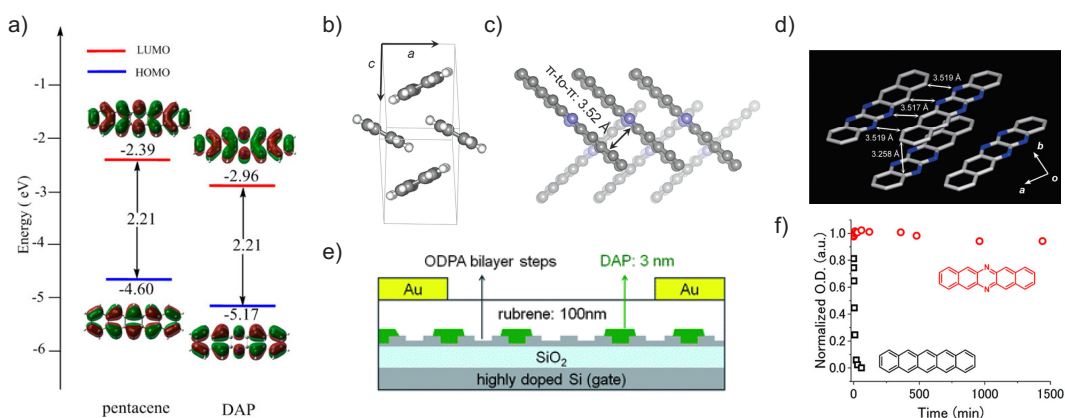 a)
LUMO
HOMO
Energy ( eV)
-1
-2
-3
-4
-5
-6
-2.39
2.21
-4.60
-2.96
2.21
-5.17
pentacene
DAP
b)
a
c
c)
π-to-π: 3.52 Å
d)
3.519 Å
3.517 Å
3.519 Å
3.258 Å
b
a
o
e)
ODPA bilayer steps
DAP: 3 nm
Au
Au
rubrene: 100nm
SiO2
highly doped Si (gate)
f)
Normalized O.D. (a.u.)
1.0
0.8
0.6
0.4
0.2
0.0
N
N
0
500
1000
1500
Time (min)